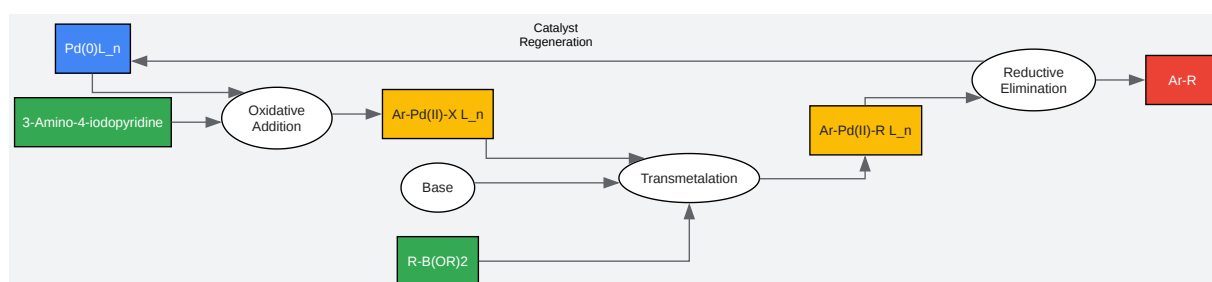 Catalyst
Regeneration
Pd(0)L_n
Reductive
Elimination
Ar-R
3-Amino-4-iodopyridine
Oxidative
Addition
Ar-Pd(II)-X L_n
Ar-Pd(II)-R L_n
Base
Transmetalation
R-B(OR)2